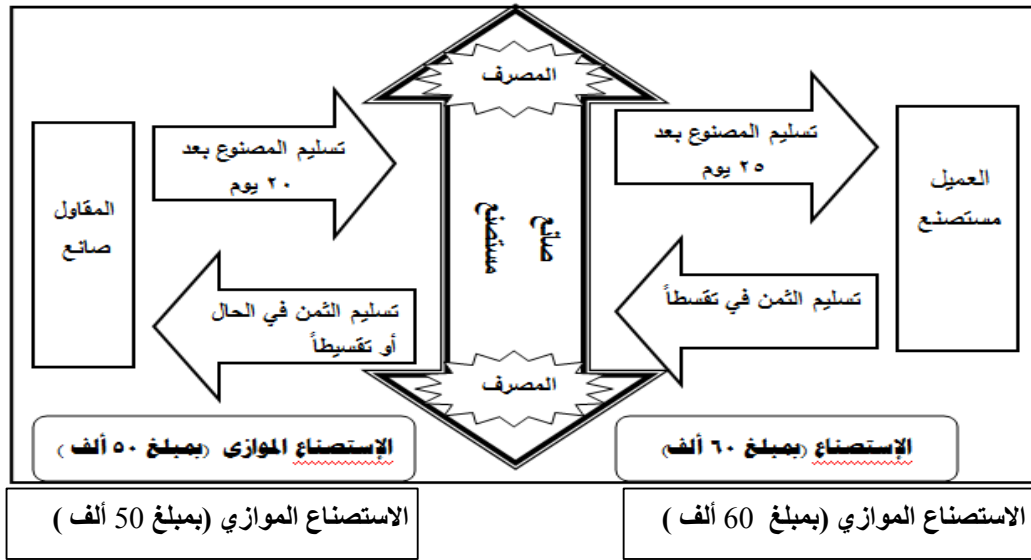 المصرف
العميل
مستصنع
تسليم المصنوع بعد
٢٥ يوم
تسليم الثمن في تقسطاً
صانع
مستصنع
تسليم المصنوع بعد
٢٠ يوم
تسليم الثمن في الحال
أو تقسيطاً
المقاول
صانع
المصرف
الإستصناع (بمبلغ ٦٠ ألف)
الإستصناع الموازى (بمبلغ ٥٠ ألف )
الاستصناع الموازي (بمبلغ 60 ألف )
الاستصناع الموازي (بمبلغ 50 ألف )